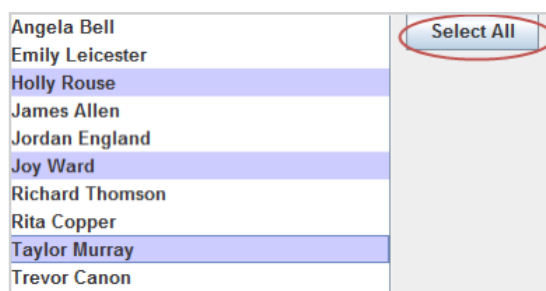 Angela Bell
Emily Leicester
Holly Rouse
James Allen
Jordan England
Joy Ward
Richard Thomson
Rita Copper
Taylor Murray
Trevor Canon
Select All